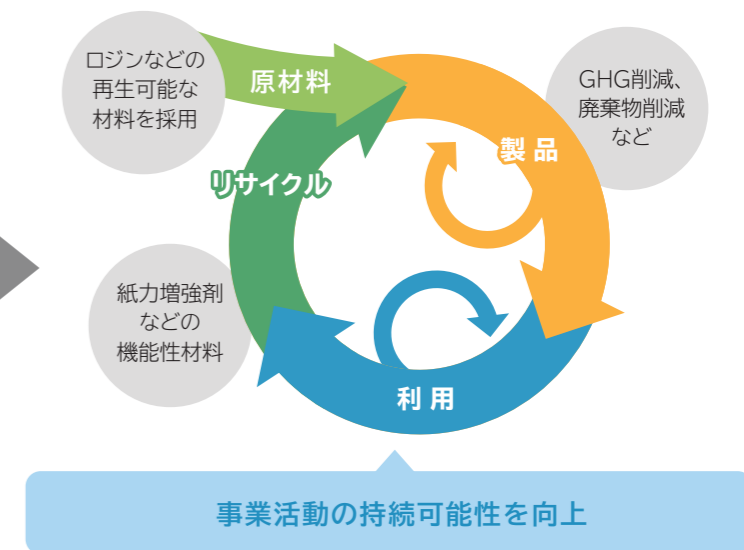 ロジンなどの
再生可能な
材料を採用
原材料
GHG削減、
廃棄物削減
など
製品
リサイクル
紙力増強剤
などの
機能性材料
利用
事業活動の持続可能性を向上